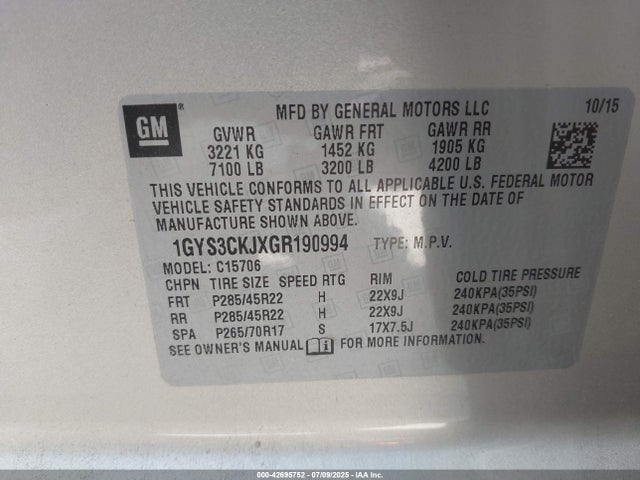 GM ®
MFD BY GENERAL MOTORS LLC 10/15
GVWR GAWR FRT GAWR RR
3221 KG 1452 KG 1905 KG
7100 LB 3200 LB 4200 LB
THIS VEHICLE CONFORMS TO ALL APPLICABLE U.S. FEDERAL MOTOR
VEHICLE SAFETY STANDARDS IN EFFECT ON THE DATE OF
MANUFACTURE SHOWN ABOVE.
1GYS3CKJXGR190994 TYPE: M.P.V.
MODEL: C15706
CHPN TIRE SIZE SPEED RTG RIM COLD TIRE PRESSURE
FRT P285/45R22 H 22X9J 240KPA(35PSI)
RR P285/45R22 H 22X9J 240KPA(35PSI)
SPA P265/70R17 S 17X7.5J 240KPA(35PSI)
SEE OWNER'S MANUAL i FOR MORE INFORMATION.
000-42695752 - 07/09/2025 - IAA Inc.